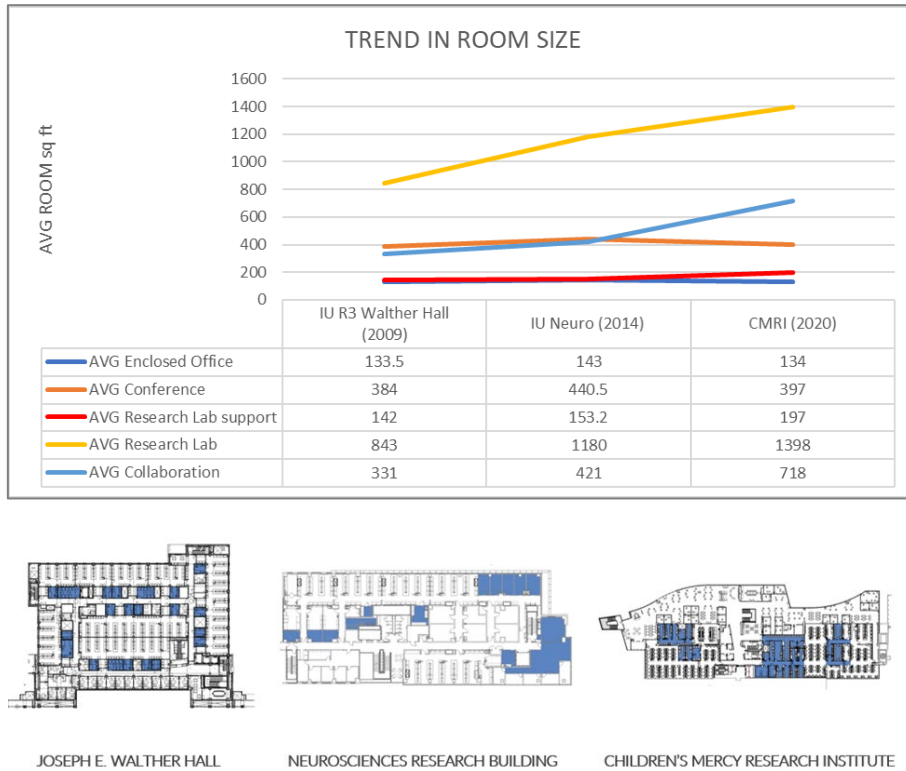 TREND IN ROOM SIZE
AVG ROOM sq ft
1600
1400
1200
1000
800
600
400
200
0
IU R3 Walther Hall (2009) IU Neuro (2014) CMRI (2020)
AVG Enclosed Office 133.5 143 134
AVG Conference 384 440.5 397
AVG Research Lab support 142 153.2 197
AVG Research Lab 843 1180 1398
AVG Collaboration 331 421 718
JOSEPH E. WALTHER HALL NEUROSCIENCES RESEARCH BUILDING CHILDREN'S MERCY RESEARCH INSTITUTE